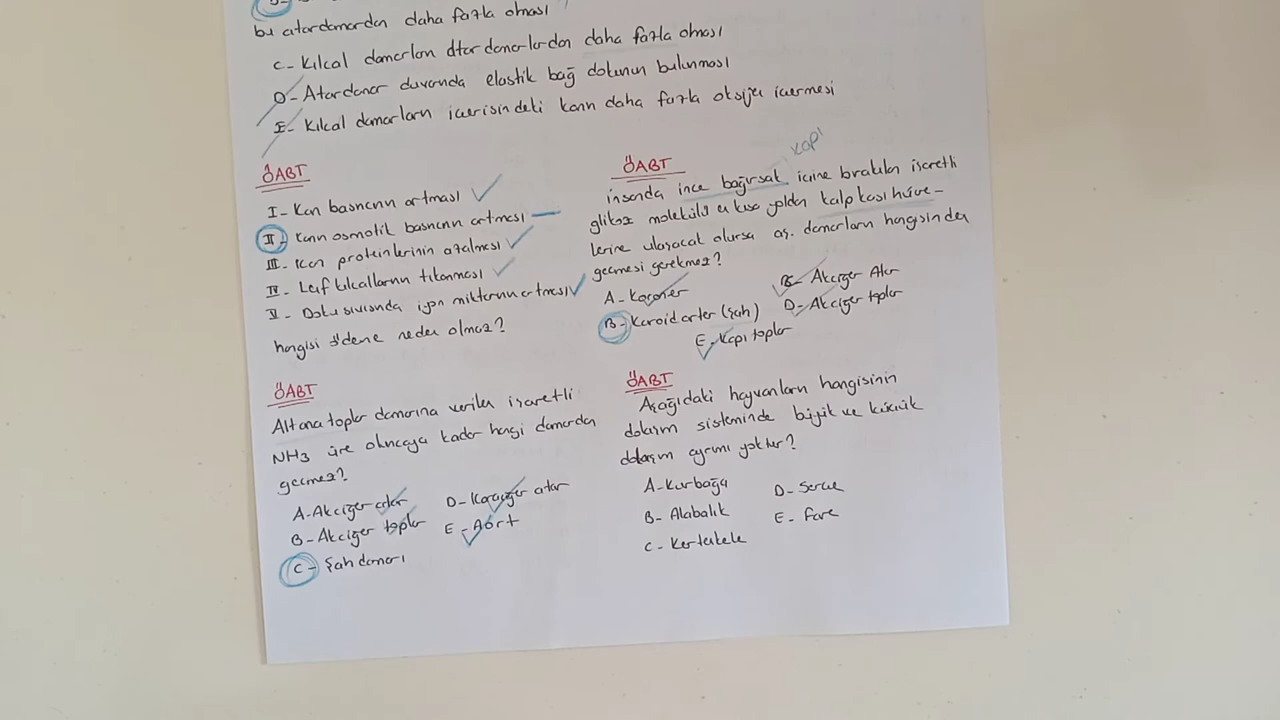 bu atardamardan daha fazla olması
C- Kılcal damarların atardamarlardan daha fazla olması
D- Atardamar duvarında elastik bağ dokunun bulunması
E- Kılcal damarların içerisindeki kanın daha fazla oksijen içermesi
ÖABT
I- Kan basıncının artması
II- Kanın osmotik basıncının artması
III- Kan proteinlerinin azalması
IV- Lenf kılcallarının tıkanması
V- Doku sıvısında iyon miktarının artması
hangisi ödeme neden olmaz?
ÖABT
Alt ana toplar damarına verilen işaretli
NH3 üre oluncaya kadar hangi damardan
geçmez?
A- Akciğer atar
B- Akciğer toplar
C- Şah damarı
D- Karaciğer atar
E- Aort
kapı
ÖABT
insanda ince bağırsak içine bırakılan işaretli
glikoz molekülü en kısa yoldan kalp kası hücre-
lerine ulaşacak olursa aş. damarların hangisinden
geçmesi gerekmez?
A- Koroner
B- Karoid arter (şah)
C- Akciğer Atar
D- Akciğer toplar
E- Kapı toplar
ÖABT
Aşağıdaki hayvanların hangisinin
dolaşım sisteminde büyük ve küçük
dolaşım ayrımı yoktur?
A- Kurbağa
B- Alabalık
C- Kertenkele
D- Serçe
E- Fare